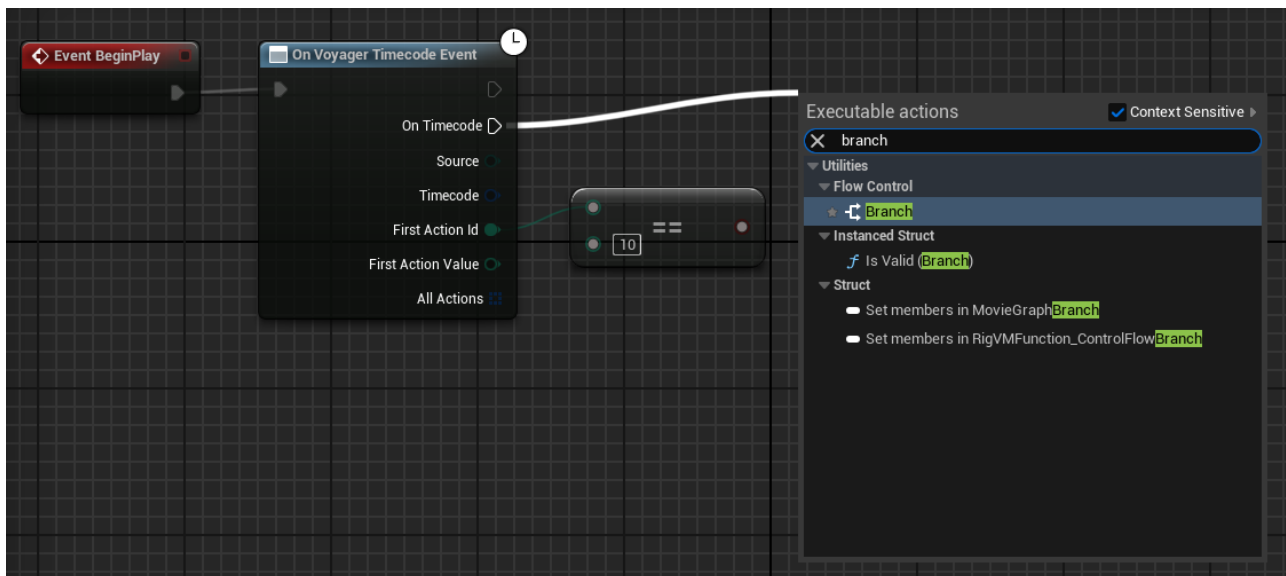 Event BeginPlay
On Voyager Timecode Event
On Timecode
Source
Timecode
First Action Id
First Action Value
All Actions
==
10
Executable actions
Context Sensitive
branch
Utilities
Flow Control
Branch
Instanced Struct
Is Valid (Branch)
Struct
Set members in MovieGraphBranch
Set members in RigVMFunction_ControlFlowBranch